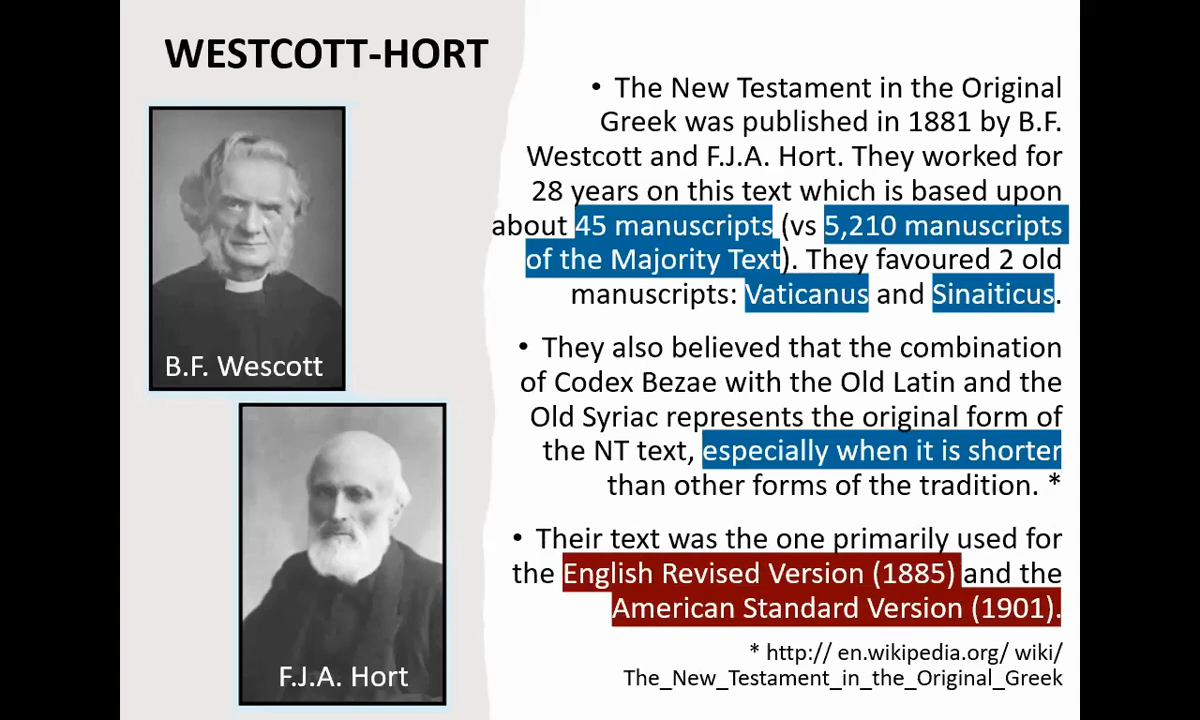 WESTCOTT-HORT
B.F. Wescott
F.J.A. Hort
• The New Testament in the Original
Greek was published in 1881 by B.F.
Westcott and F.J.A. Hort. They worked for
28 years on this text which is based upon
about 45 manuscripts (vs 5,210 manuscripts
of the Majority Text). They favoured 2 old
manuscripts: Vaticanus and Sinaiticus.
• They also believed that the combination
of Codex Bezae with the Old Latin and the
Old Syriac represents the original form of
the NT text, especially when it is shorter
than other forms of the tradition. *
• Their text was the one primarily used for
the English Revised Version (1885) and the
American Standard Version (1901).
* http:// en.wikipedia.org/ wiki/
The_New_Testament_in_the_Original_Greek